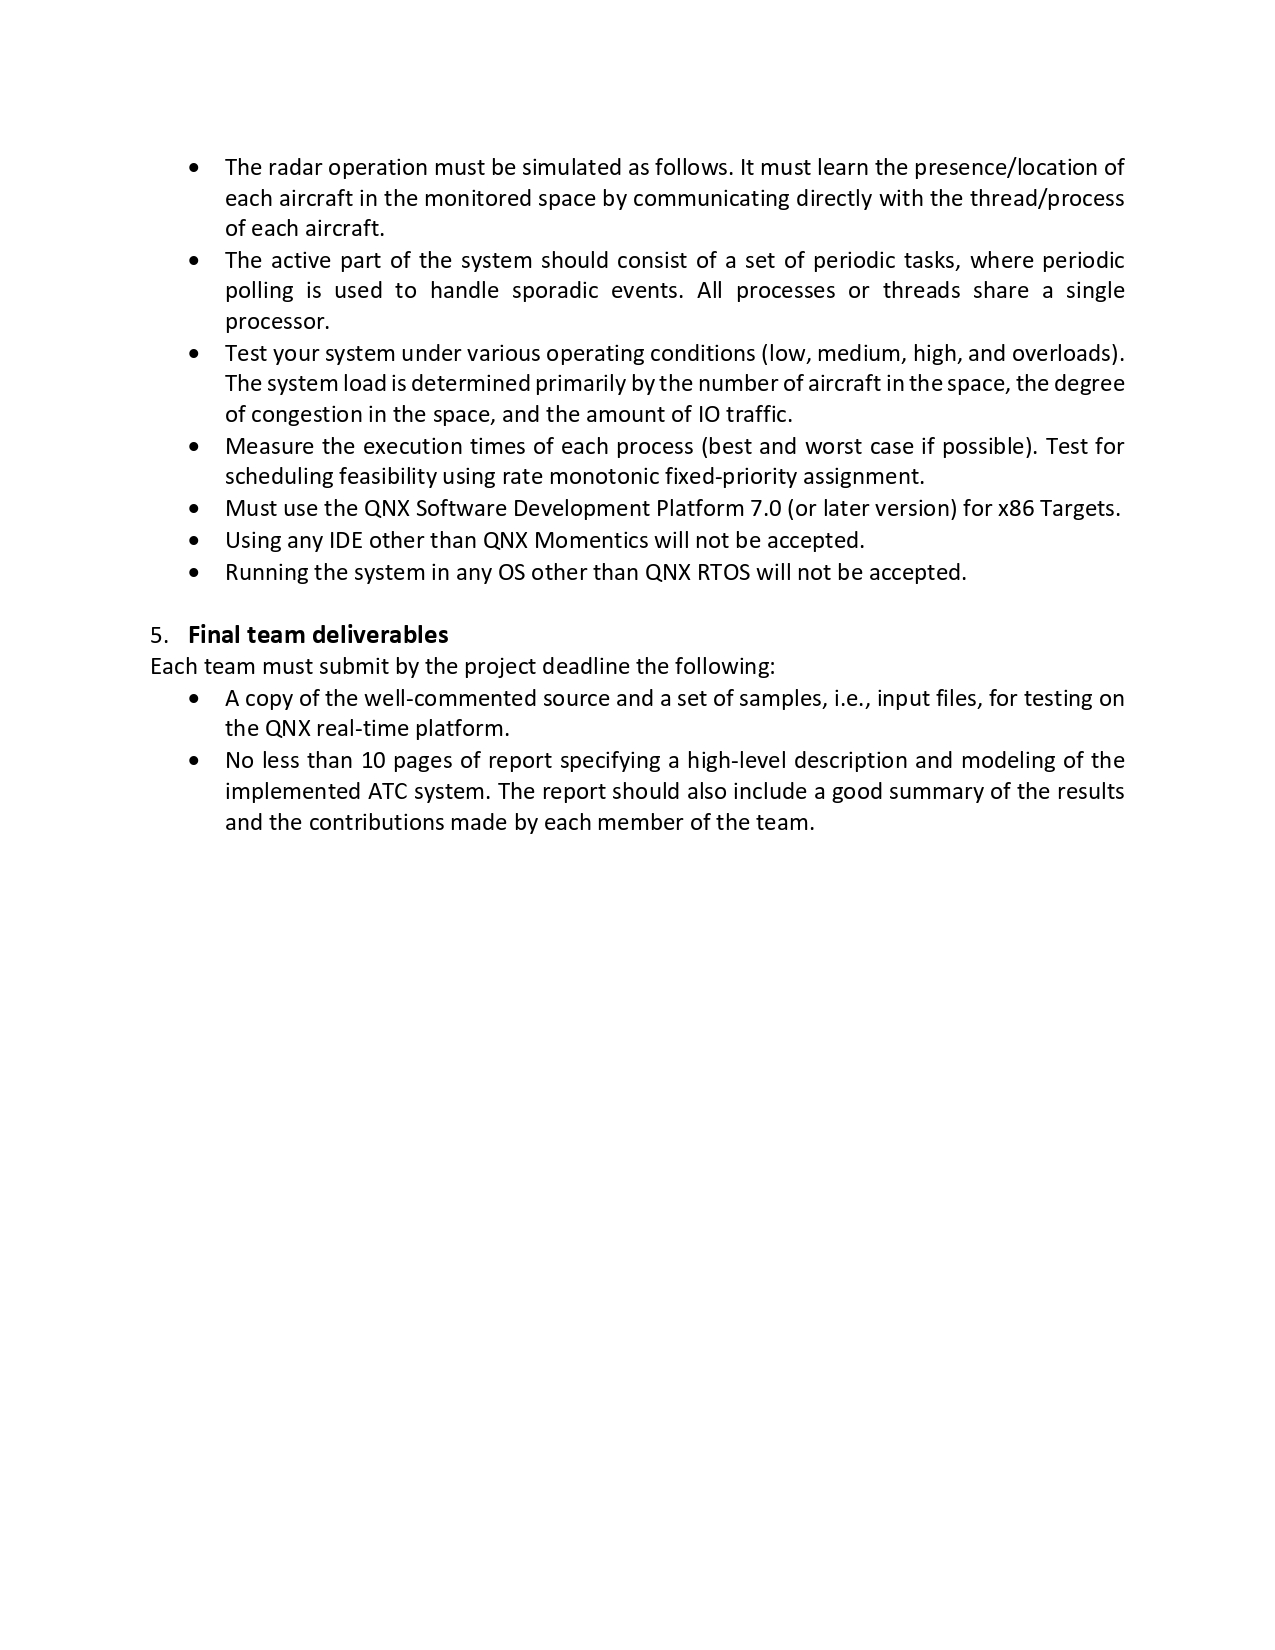 • The radar operation must be simulated as follows. It must learn the presence/location of
each aircraft in the monitored space by communicating directly with the thread/process
of each aircraft.
• The active part of the system should consist of a set of periodic tasks, where periodic
polling is used to handle sporadic events. All processes or threads share a single
processor.
• Test your system under various operating conditions (low, medium, high, and overloads).
The system load is determined primarily by the number of aircraft in the space, the degree
of congestion in the space, and the amount of IO traffic.
• Measure the execution times of each process (best and worst case if possible). Test for
scheduling feasibility using rate monotonic fixed-priority assignment.
• Must use the QNX Software Development Platform 7.0 (or later version) for x86 Targets.
• Using any IDE other than QNX Momentics will not be accepted.
• Running the system in any OS other than QNX RTOS will not be accepted.
5. Final team deliverables
Each team must submit by the project deadline the following:
• A copy of the well-commented source and a set of samples, i.e., input files, for testing on
the QNX real-time platform.
• No less than 10 pages of report specifying a high-level description and modeling of the
implemented ATC system. The report should also include a good summary of the results
and the contributions made by each member of the team.